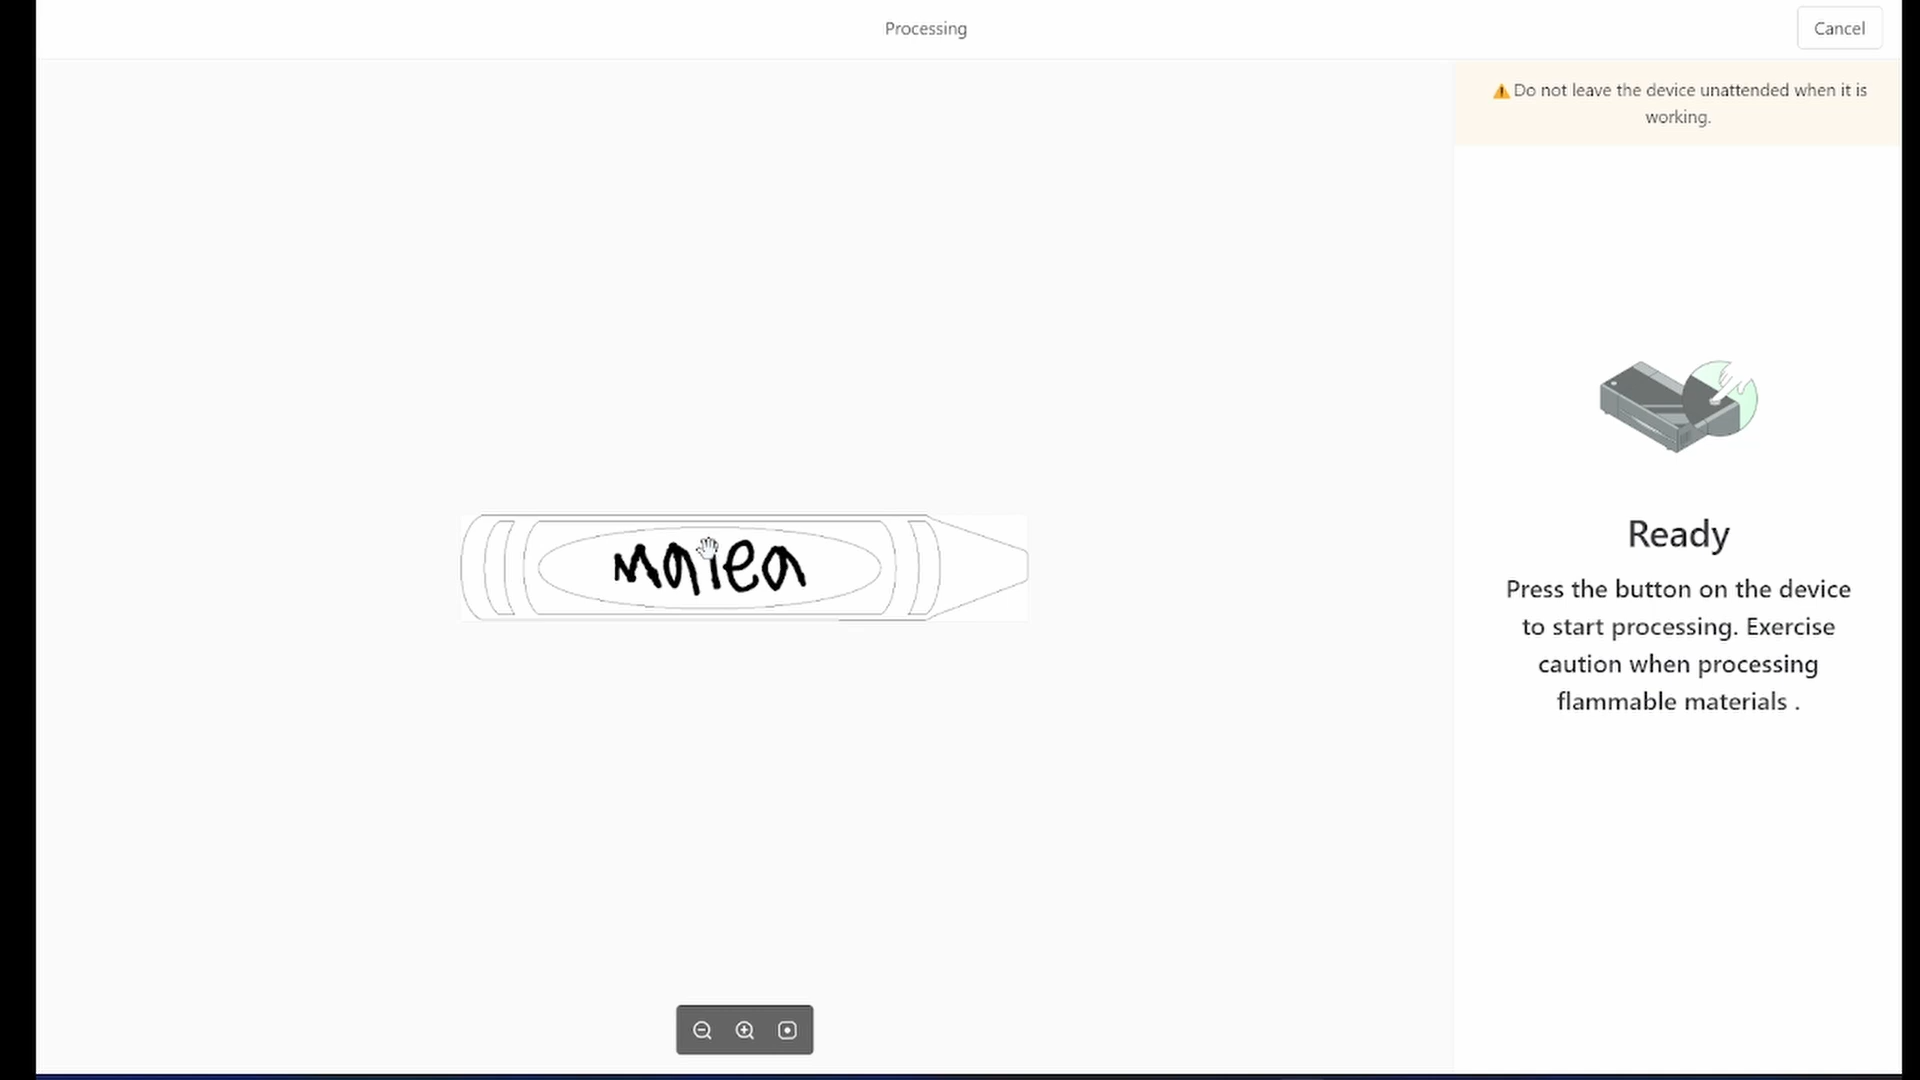 Processing
Cancel
⚠️ Do not leave the device unattended when it is
working.
maiea
Ready
Press the button on the device
to start processing. Exercise
caution when processing
flammable materials .